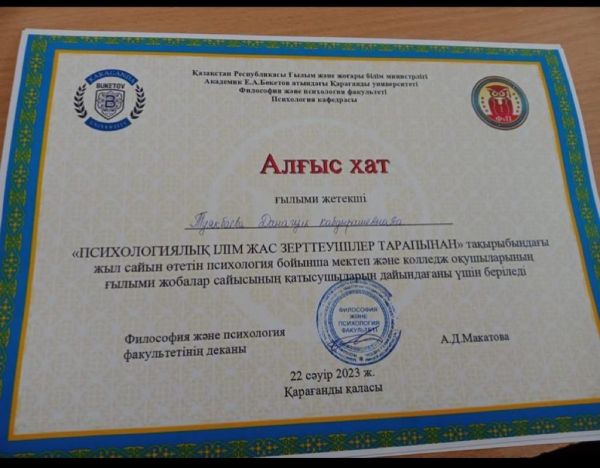 Қазақстан Республикасы Ғылым және жоғары білім министрлігі
Академик Е.А.Бөкетов атындағы Қарағанды университеті
Философия және психология факультеті
Психология кафедрасы
KARAGANDA
BUKETOV
UNIVERSITY
Ф-П
Алғыс хат
ғылыми жетекші
Туякбаева
«ПСИХОЛОГИЯЛЫҚ ІЛІМ ЖАС ЗЕРТТЕУШІЛЕР ТАРАПЫНАН» тақырыбындағы
жыл сайын өтетін психология бойынша мектеп және колледж оқушыларының
ғылыми жобалар сайысының қатысушыларын дайындағаны үшін беріледі
ФИЛОСОФИЯ
ЖӘНЕ
ПСИХОЛОГИЯ
ФАКУЛЬТЕТІ
Философия және психология
факультетінің деканы
А.Д.Макатова
22 сәуір 2023 ж.
Қарағанды қаласы